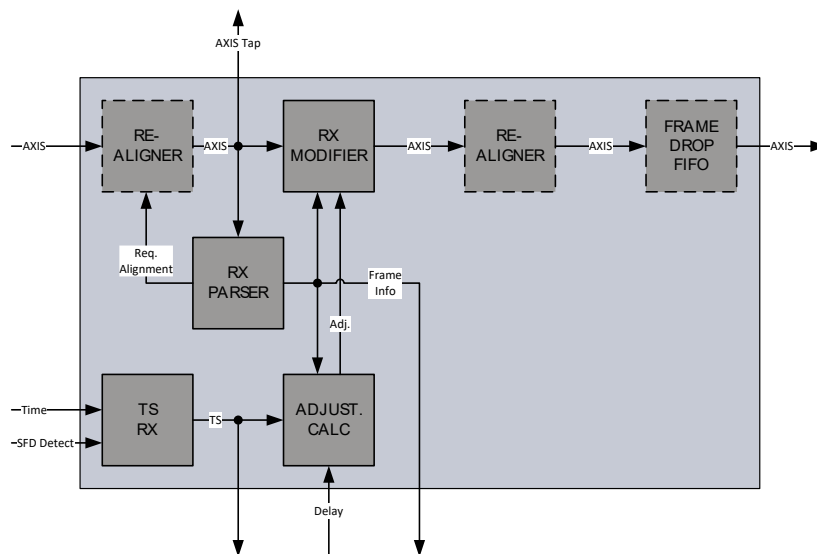 AXIS Tap
AXIS
RE-
ALIGNER
AXIS
RX
MODIFIER
AXIS
RE-
ALIGNER
AXIS
FRAME
DROP
FIFO
AXIS
Req.
Alignment
RX
PARSER
Frame
Info
Adj.
Time
SFD Detect
TS
RX
TS
ADJUST.
CALC
Delay